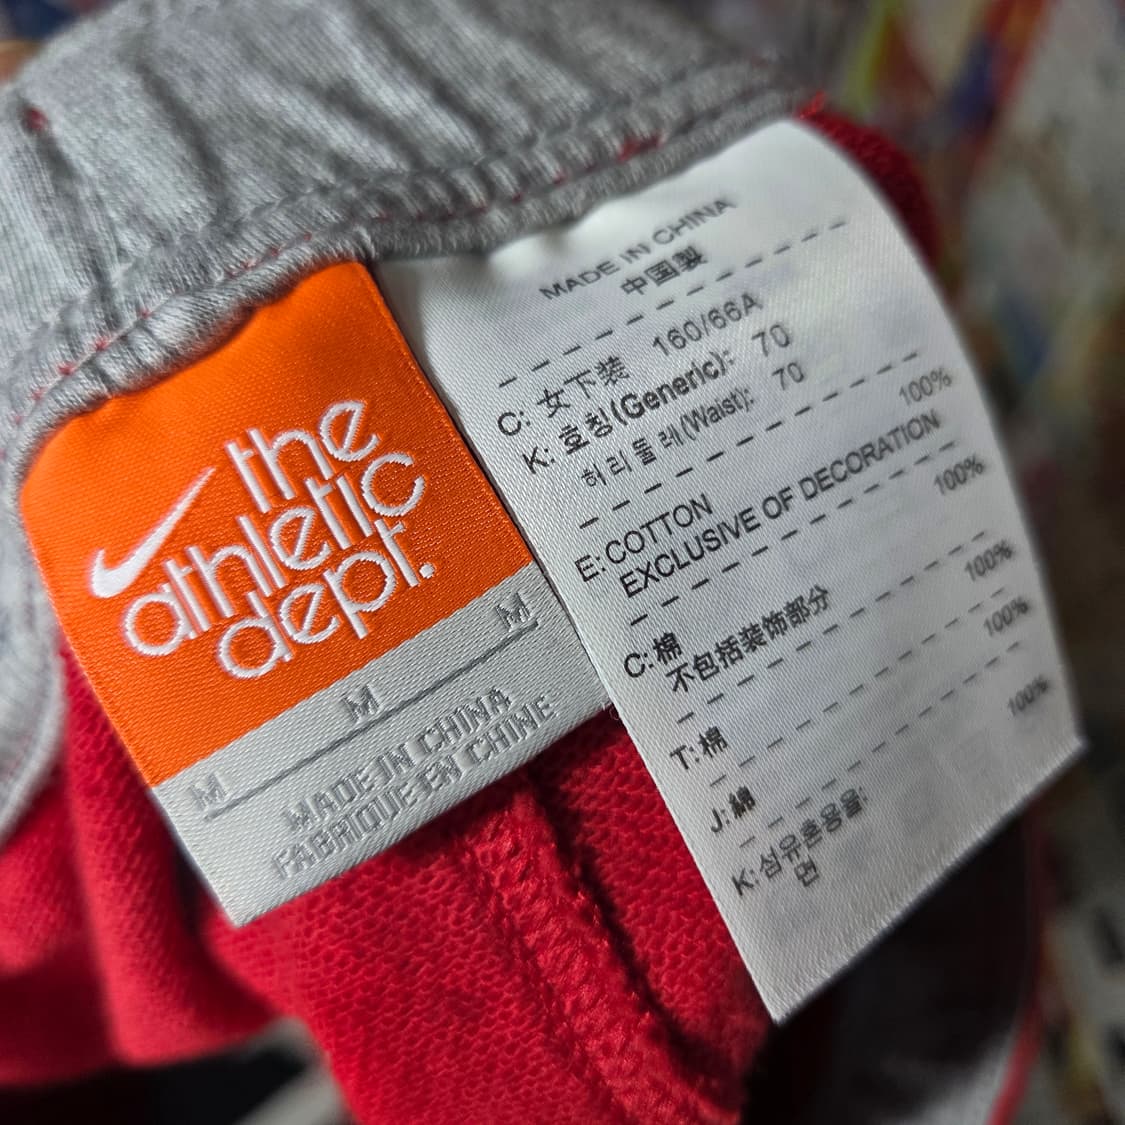 the
athletic
dept.
M M M
MADE IN CHINA
FABRIQUE EN CHINE
MADE IN CHINA
中国製
C: 女下装 160/66A
K: 호칭(Generic): 70
허리둘레(Waist): 70
E: COTTON 100%
EXCLUSIVE OF DECORATION
C: 棉 100%
不包括装饰部分
T: 棉 100%
J: 綿 100%
K: 섬유혼용율:
면 100%